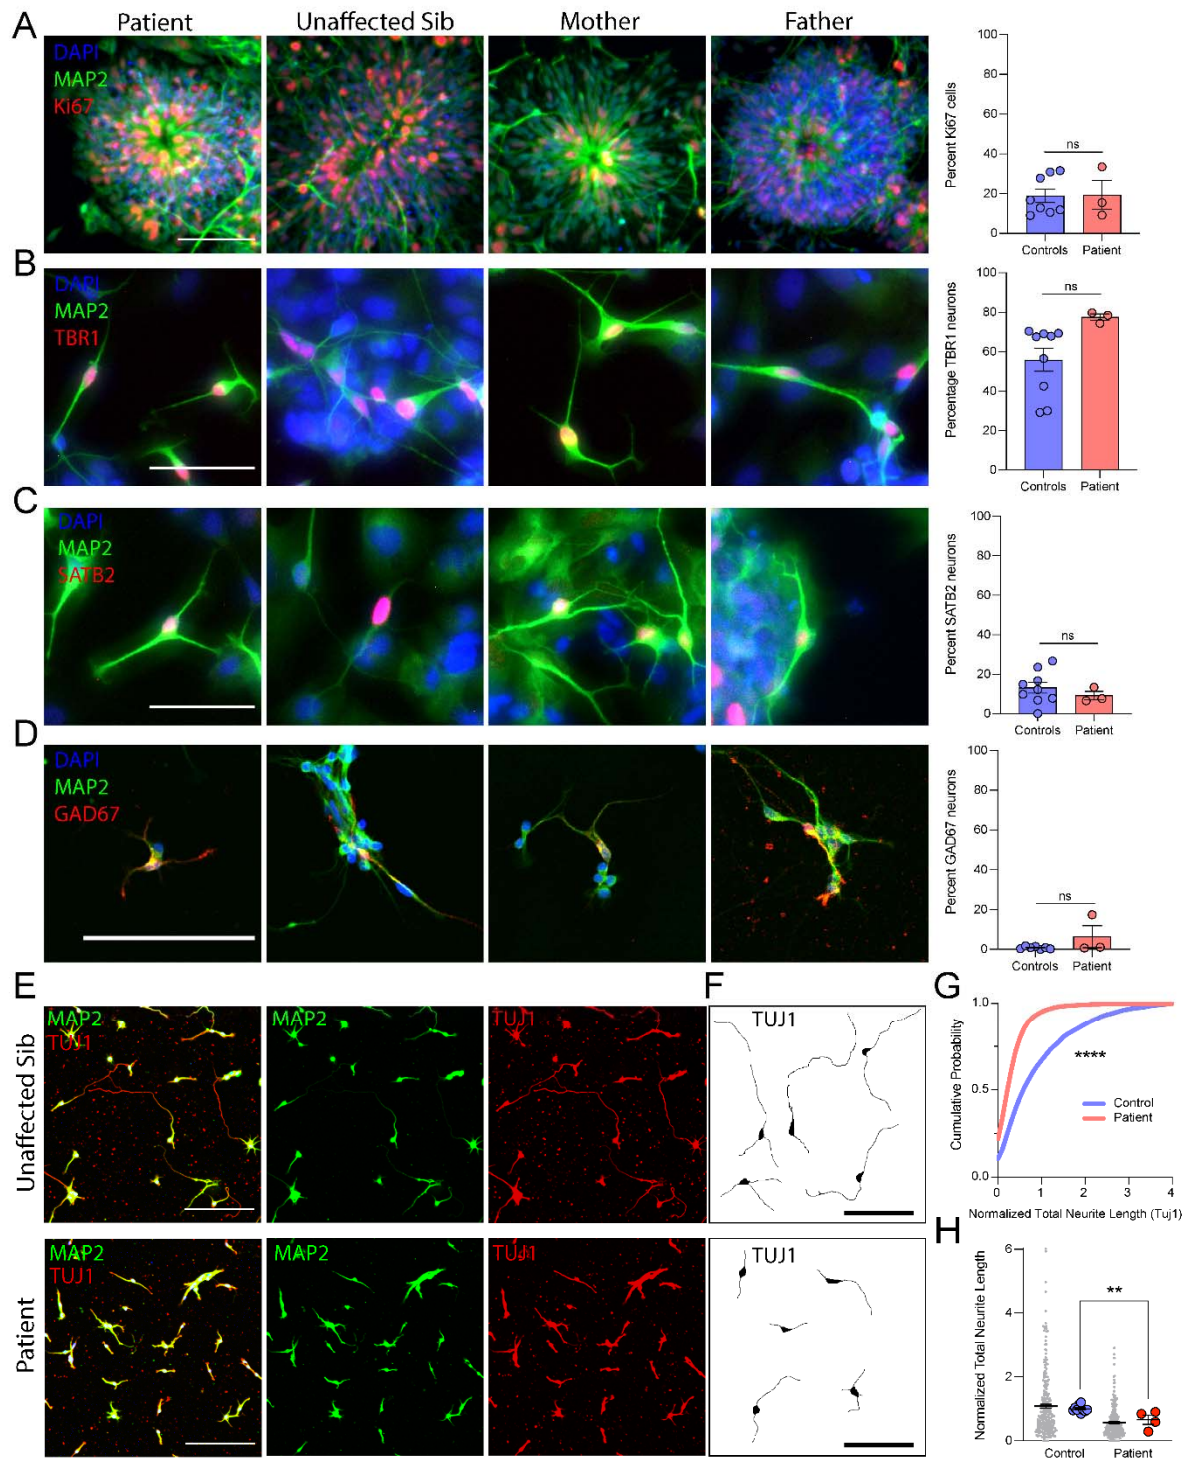 A
Patient
Unaffected Sib
Mother
Father
DAPI
MAP2
Ki67
100
80
60
40
20
0
Percent Ki67 cells
ns
Controls
Patient
B
DAPI
MAP2
TBR1
100
80
60
40
20
0
Percentage TBR1 neurons
ns
Controls
Patient
C
DAPI
MAP2
SATB2
100
80
60
40
20
0
Percent SATB2 neurons
ns
Controls
Patient
D
DAPI
MAP2
GAD67
100
80
60
40
20
0
Percent GAD67 neurons
ns
Controls
Patient
E
Unaffected Sib
MAP2
TUJ1
MAP2
TUJ1
F
TUJ1
Patient
MAP2
TUJ1
MAP2
TUJ1
TUJ1
G
1.0
0.5
0.0
Cumulative Probability
****
Control
Patient
0 1 2 3 4
Normalized Total Neurite Length (Tuj1)
H
6
4
2
0
Normalized Total Neurite Length
**
Control
Patient